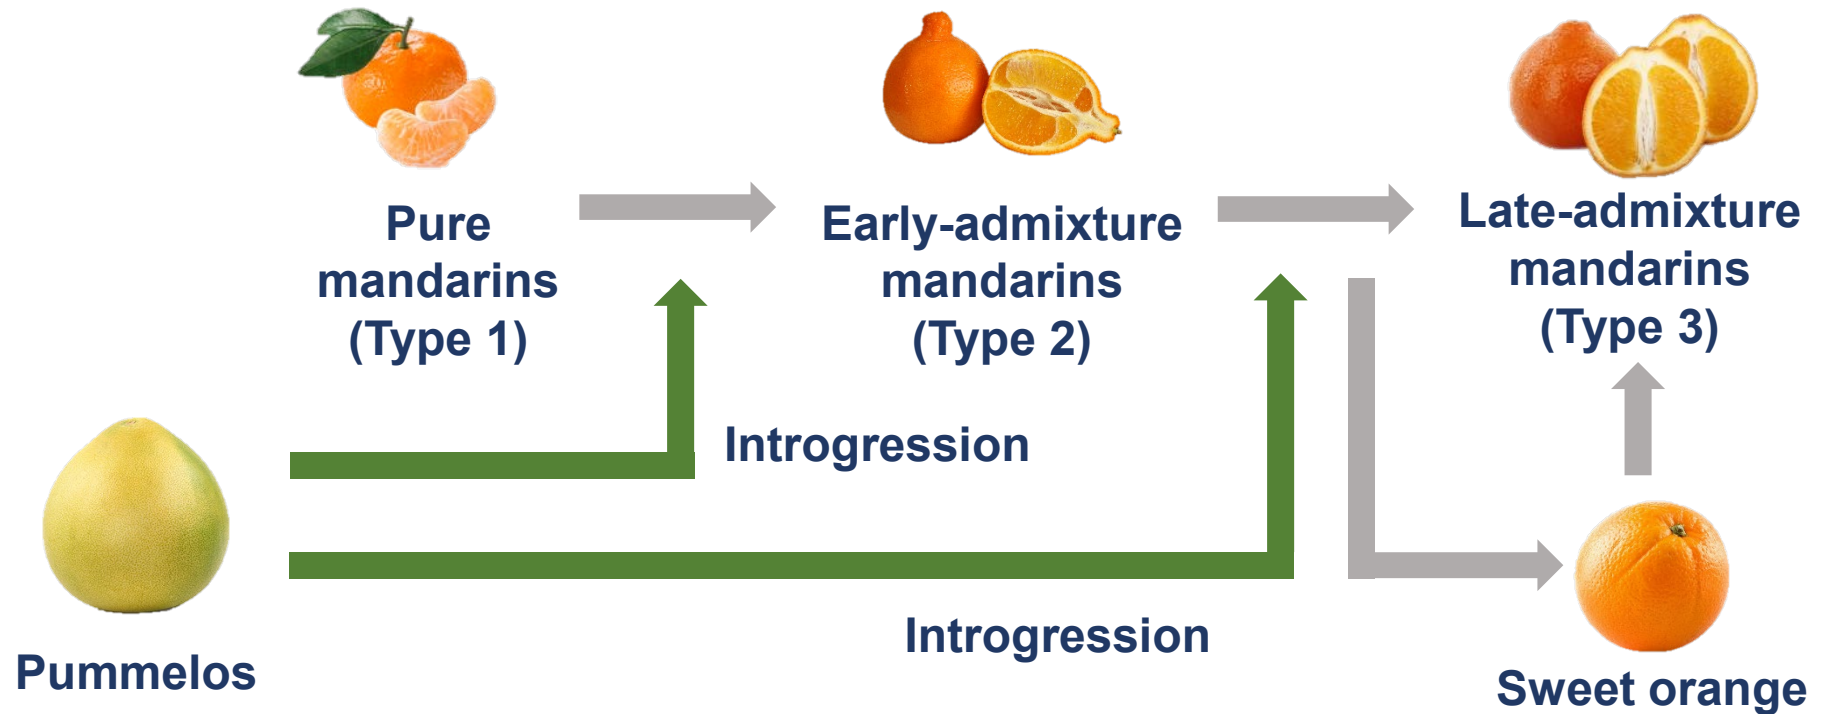 Pure
mandarins
(Type 1)
Early-admixture
mandarins
(Type 2)
Late-admixture
mandarins
(Type 3)
Introgression
Introgression
Pummelos
Sweet orange